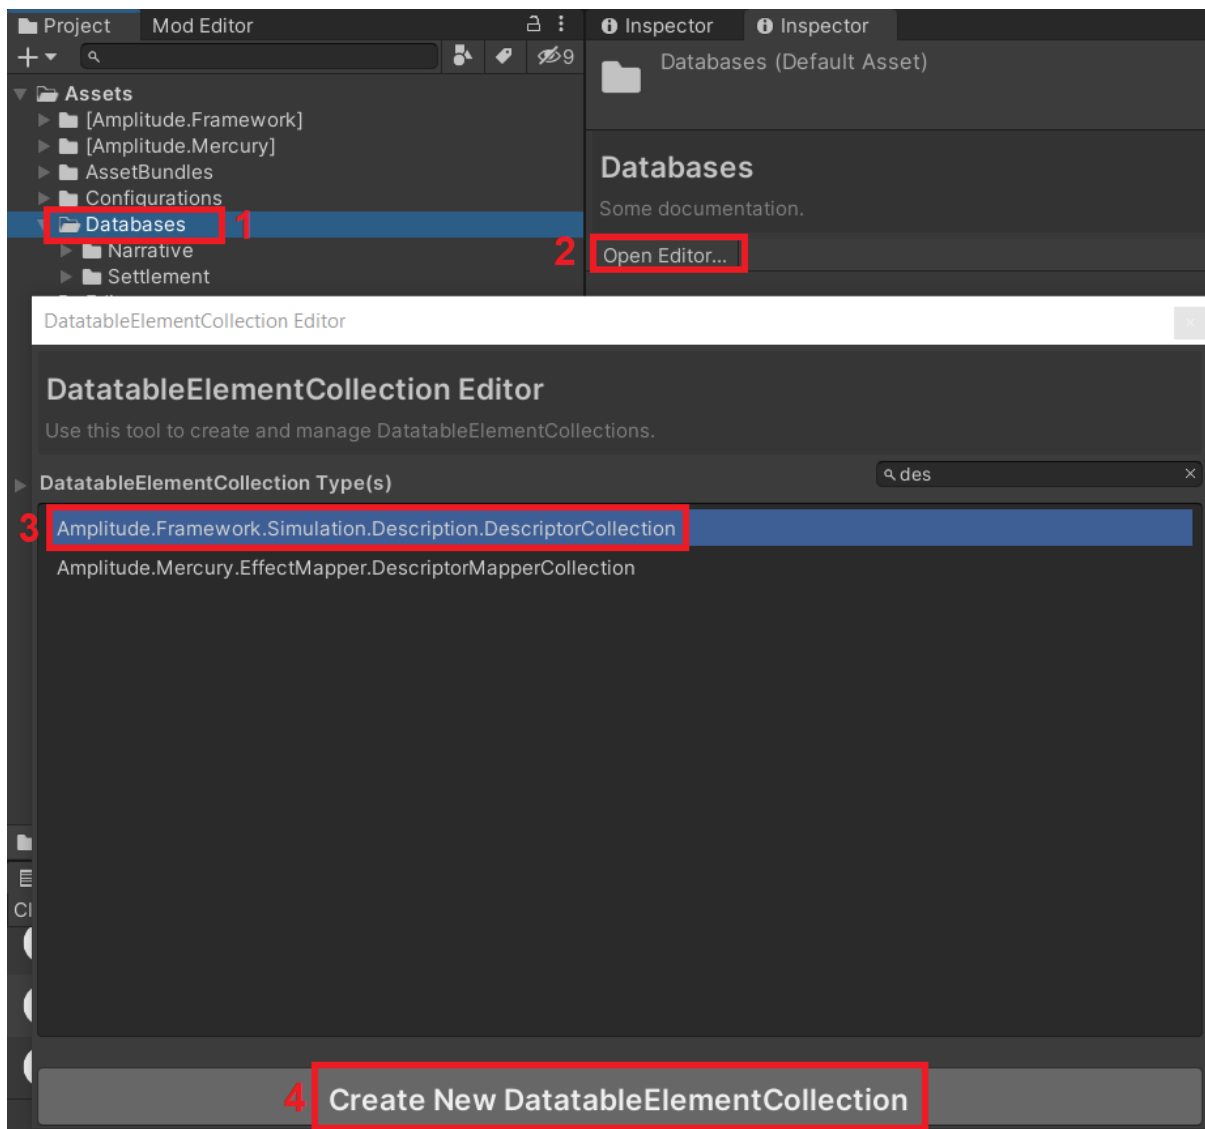 Project Mod Editor
Inspector Inspector
9
Databases (Default Asset)
Assets
[Amplitude.Framework]
[Amplitude.Mercury]
AssetBundles
Configurations
Databases 1
Narrative
Settlement
Databases
Some documentation.
2 Open Editor...
DatatableElementCollection Editor
DatatableElementCollection Editor
Use this tool to create and manage DatatableElementCollections.
DatatableElementCollection Type(s)
des
3 Amplitude.Framework.Simulation.Description.DescriptorCollection
Amplitude.Mercury.EffectMapper.DescriptorMapperCollection
4 Create New DatatableElementCollection